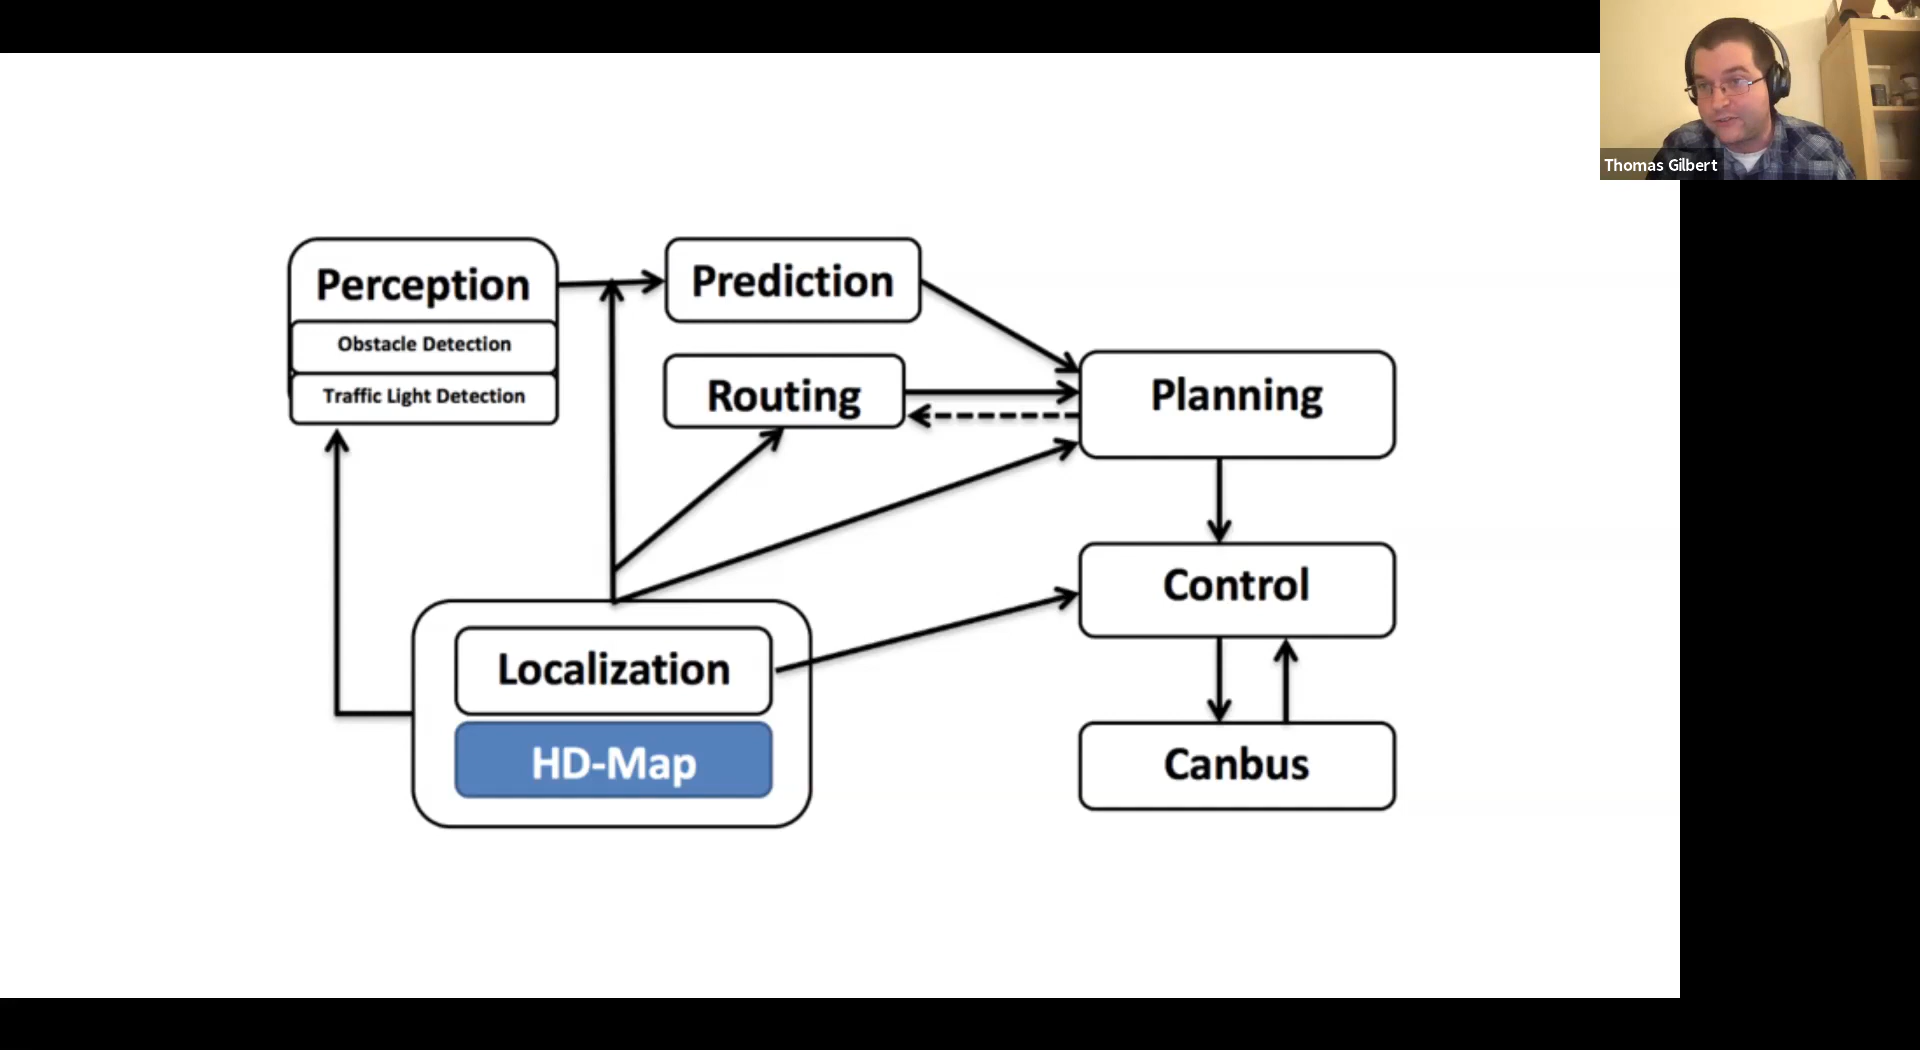 Thomas Gilbert
Perception
Obstacle Detection
Traffic Light Detection
Prediction
Routing
Planning
Control
Localization
HD-Map
Canbus